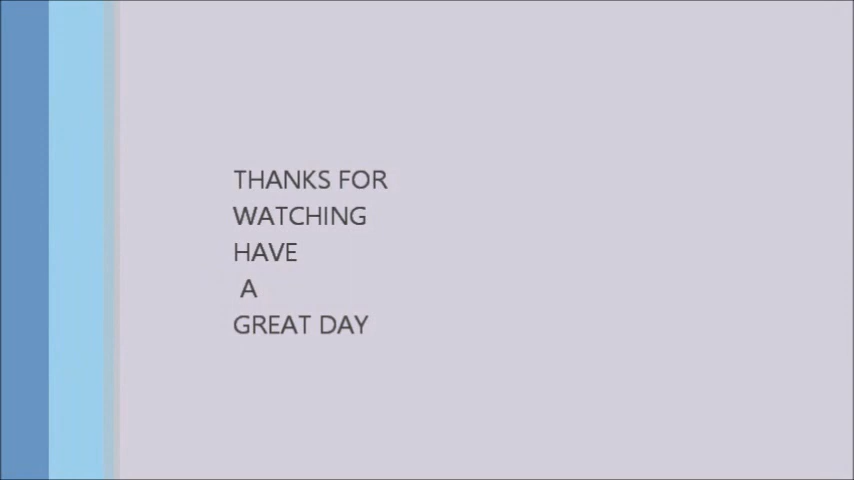 THANKS FOR
WATCHING
HAVE
A
GREAT DAY